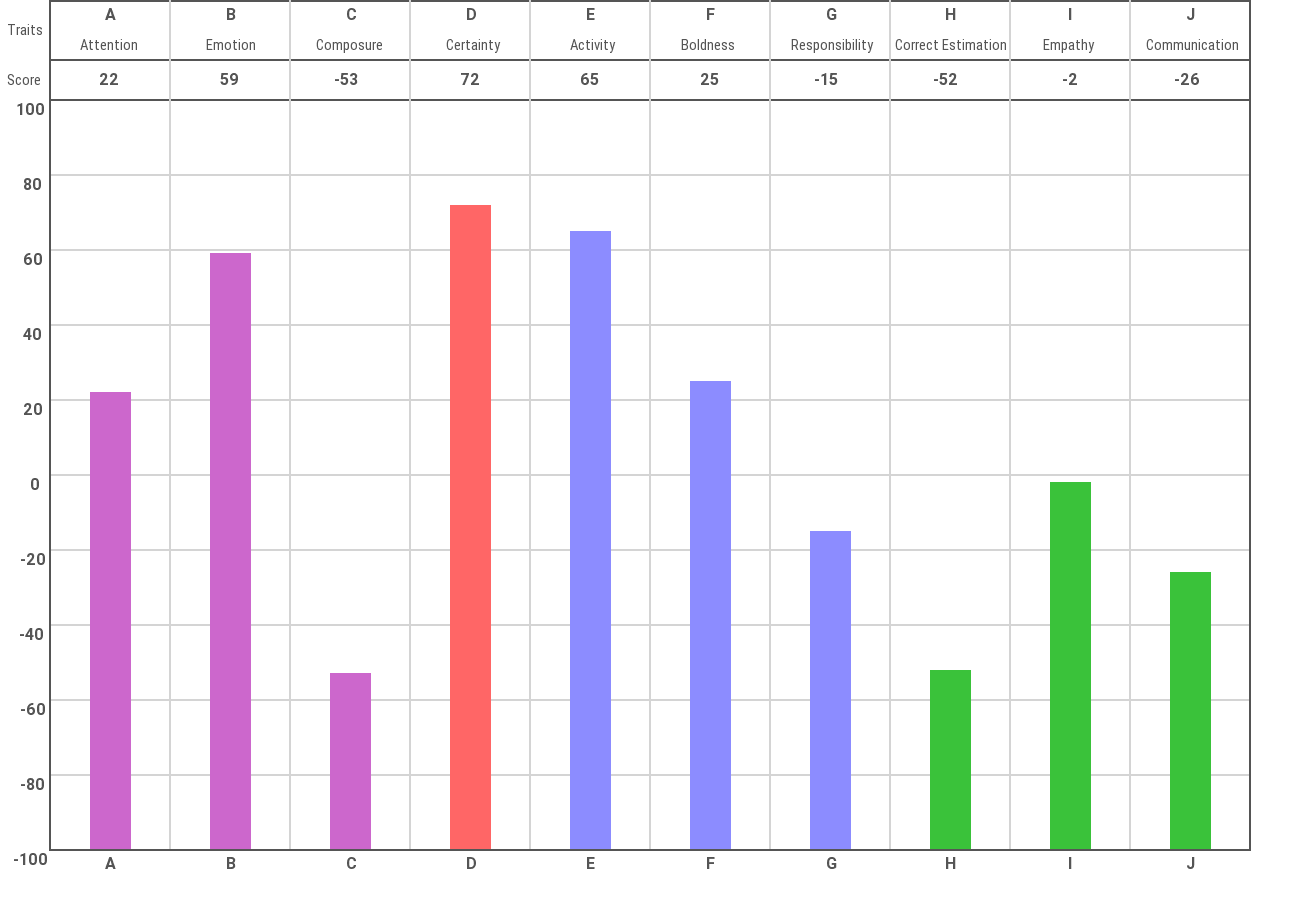 A B C D E F G H I J
Traits
Attention Emotion Composure Certainty Activity Boldness Responsibility Correct Estimation Empathy Communication
Score 22 59 -53 72 65 25 -15 -52 -2 -26
100
80
60
40
20
0
-20
-40
-60
-80
-100
A B C D E F G H I J